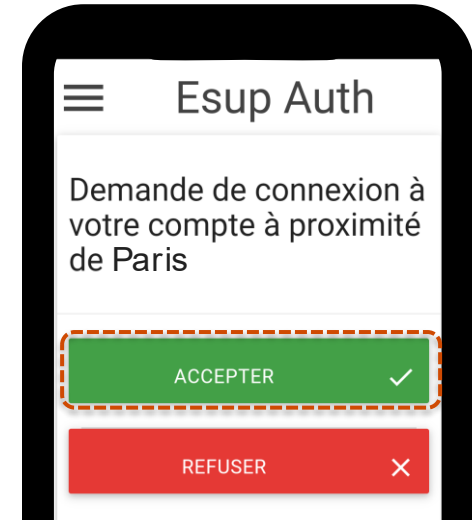 Esup Auth
Demande de connexion à
votre compte à proximité
de Paris
ACCEPTER
REFUSER